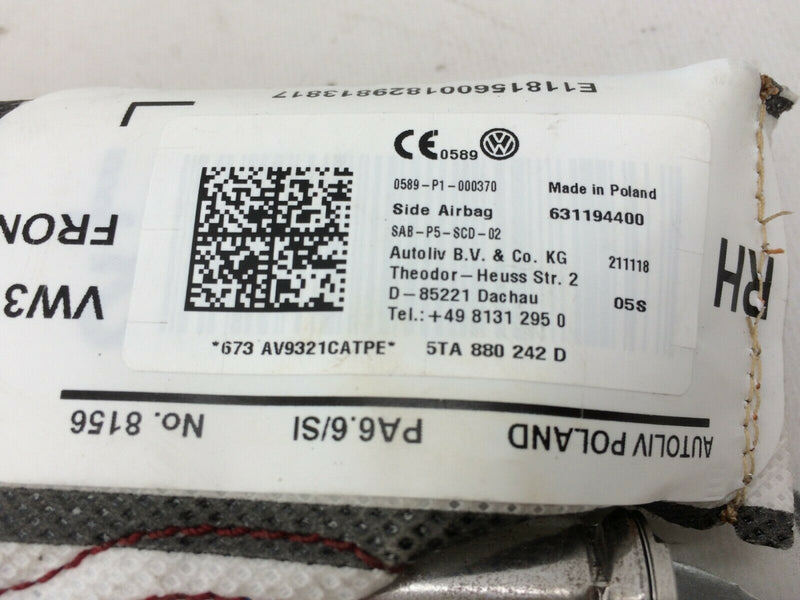 E118156001829813817
CE 0589
0589-P1-000370 Made in Poland
Side Airbag 631194400
SAB-P5-SCD-02
Autoliv B.V. & Co. KG 211118
Theodor-Heuss Str. 2
D-85221 Dachau 05S
Tel.: +49 8131 295 0
*673 AV9321CATPE* 5TA 880 242 D
RH
VW3
AUTOLIV POLAND PA6.6/SI No. 8156